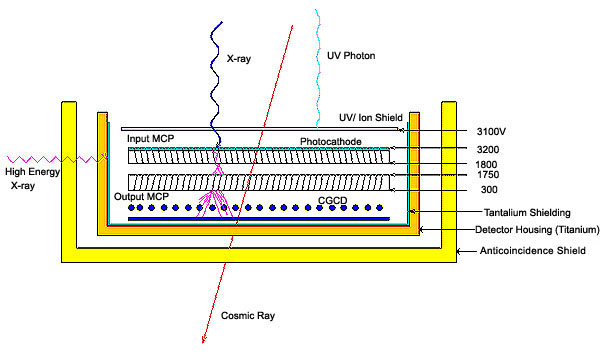 X-ray
UV Photon
UV/ Ion Shield
3100V
Input MCP
Photocathode
3200
High Energy
X-ray
1800
1750
300
Output MCP
CGCD
Tantalium Shielding
Detector Housing (Titanium)
Anticoincidence Shield
Cosmic Ray